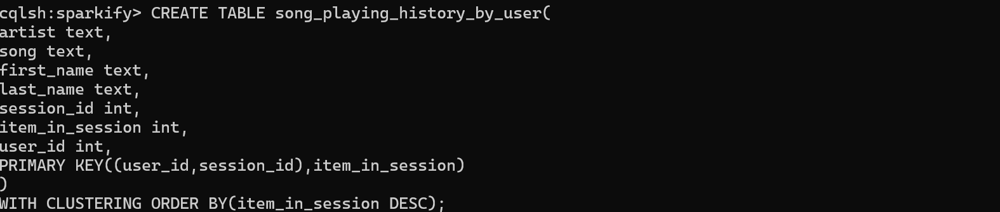 cqlsh:sparkify> CREATE TABLE song_playing_history_by_user(
artist text,
song text,
first_name text,
last_name text,
session_id int,
item_in_session int,
user_id int,
PRIMARY KEY((user_id,session_id),item_in_session)
)
WITH CLUSTERING ORDER BY(item_in_session DESC);